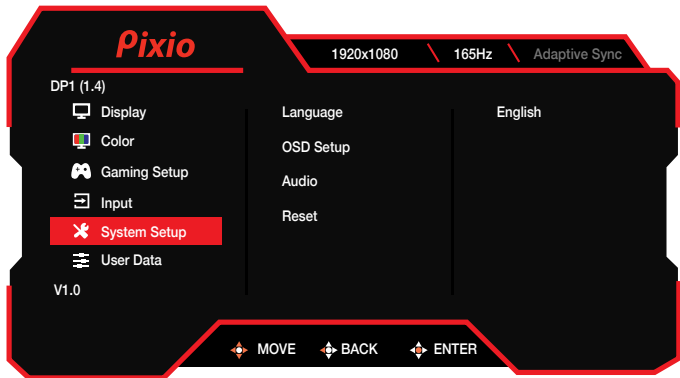 Pixio
1920x1080 \ 165Hz \ Adaptive Sync
DP1 (1.4)
Display
Color
Gaming Setup
Input
System Setup
User Data
V1.0
Language
OSD Setup
Audio
Reset
English
MOVE BACK ENTER